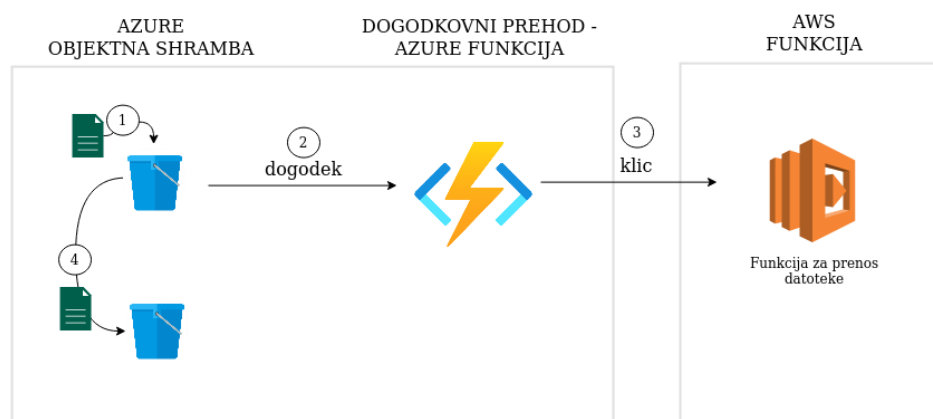 AZURE
OBJEKTNA SHRAMBA
DOGODKOVNI PREHOD -
AZURE FUNKCIJA
AWS
FUNKCIJA
1
2
dogodek
3
klic
4
Funkcija za prenos
datoteke